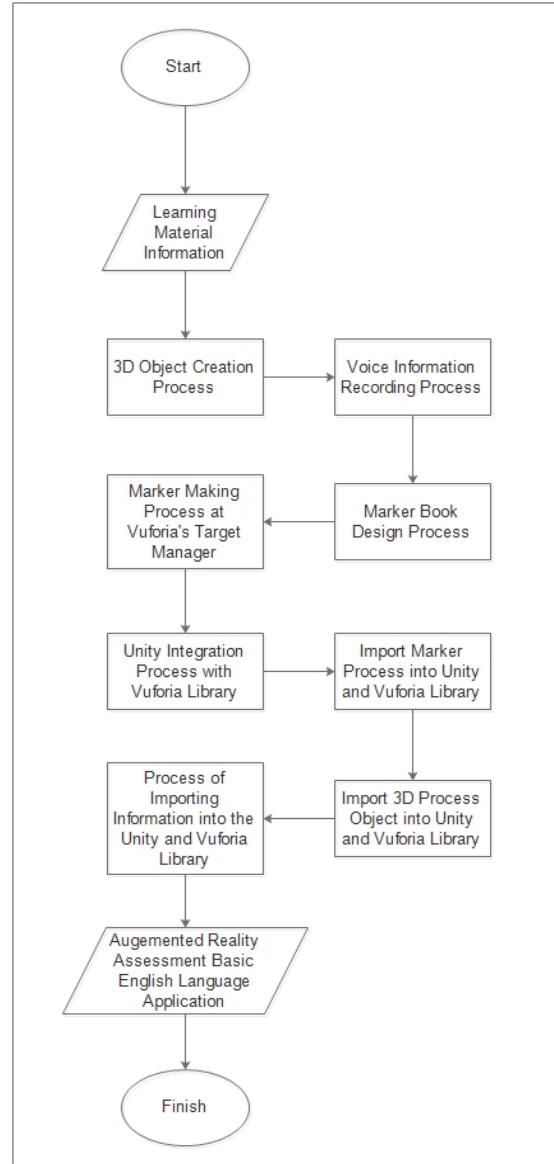 Start
Learning
Material
Information
3D Object Creation
Process
Voice Information
Recording Process
Marker Book
Design Process
Marker Making
Process at
Vuforia's Target
Manager
Unity Integration
Process with
Vuforia Library
Import Marker
Process into Unity
and Vuforia Library
Import 3D Process
Object into Unity
and Vuforia Library
Process of
Importing
Information into the
Unity and Vuforia
Library
Augemented Reality
Assessment Basic
English Language
Application
Finish